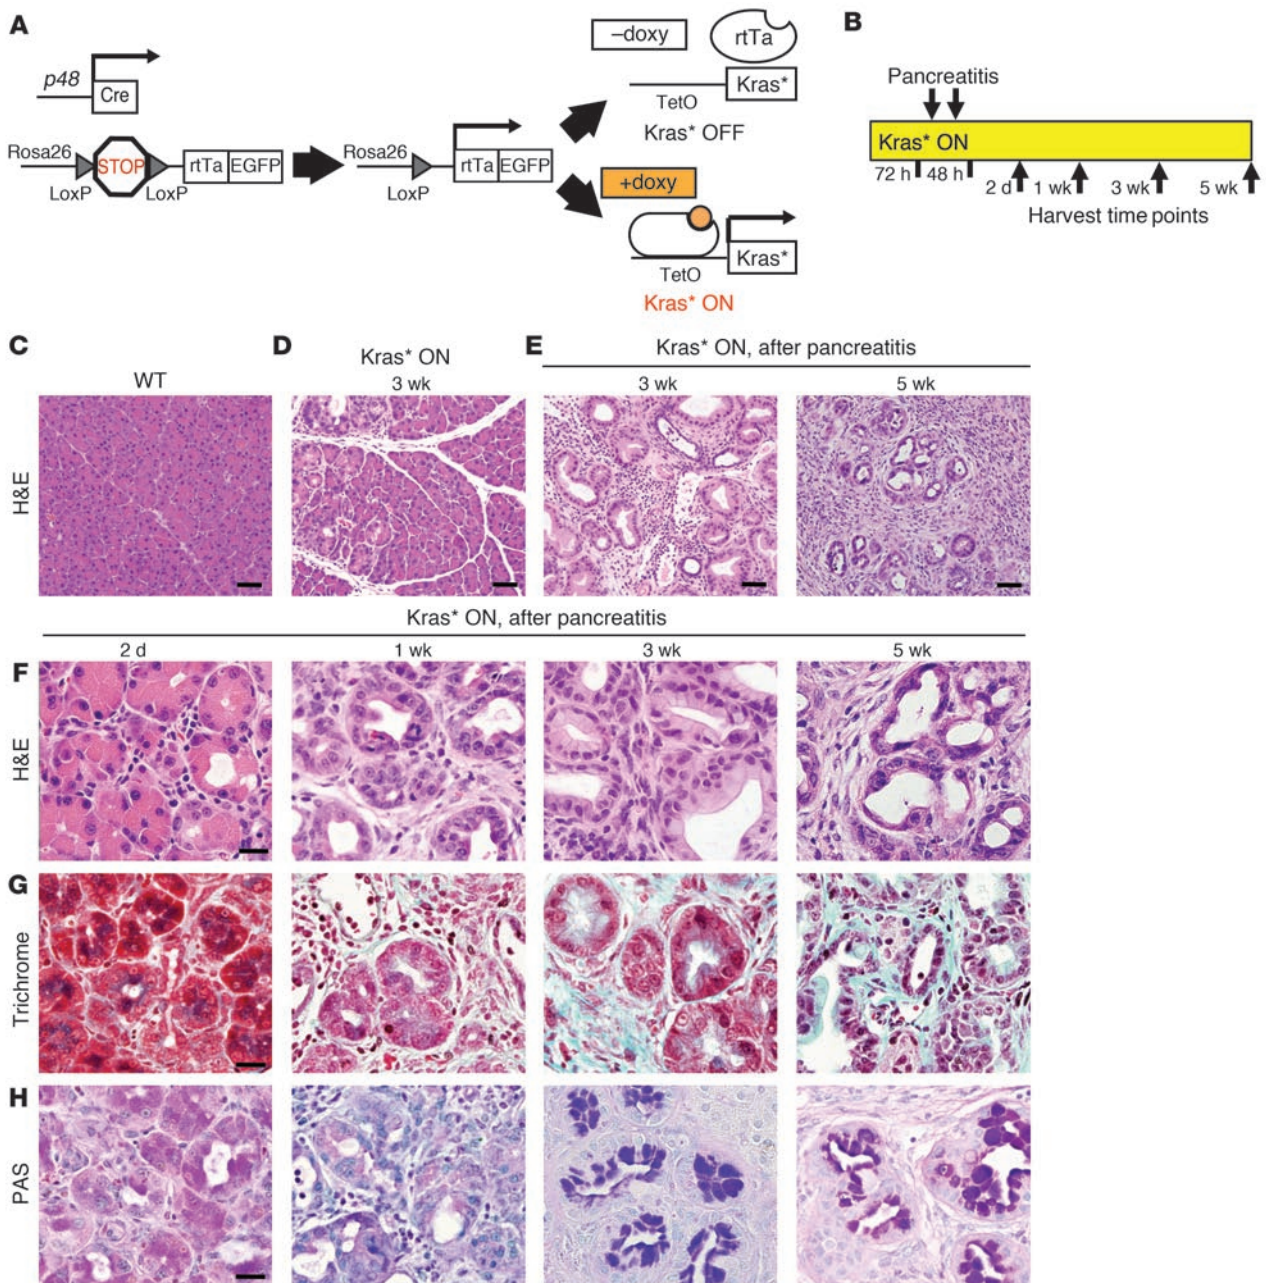 A
p48
Cre
Rosa26
STOP
rtTa
EGFP
LoxP
LoxP
Rosa26
rtTa
EGFP
LoxP
–doxy
rtTa
Kras*
TetO
Kras* OFF
+doxy
Kras*
TetO
Kras* ON
B
Pancreatitis
Kras* ON
72 h
48 h
2 d
1 wk
3 wk
5 wk
Harvest time points
C
WT
D
Kras* ON
3 wk
E
Kras* ON, after pancreatitis
3 wk
5 wk
H&E
Kras* ON, after pancreatitis
2 d
1 wk
3 wk
5 wk
F
H&E
G
Trichrome
H
PAS